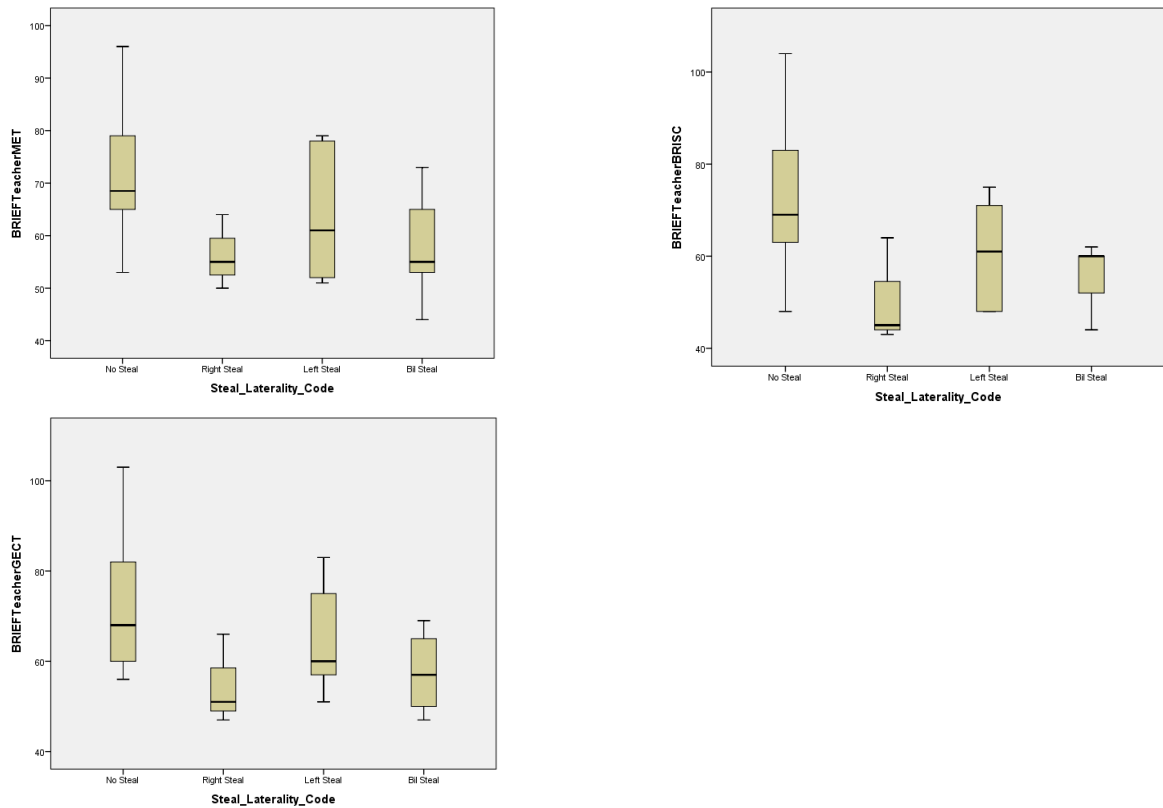 BRIEFTeacherMET
100
90
80
70
60
50
40
No Steal Right Steal Left Steal Bil Steal
Steal_Laterality_Code
BRIEFTeacherBRISC
100
80
60
40
No Steal Right Steal Left Steal Bil Steal
Steal_Laterality_Code
BRIEFTeacherGECT
100
80
60
40
No Steal Right Steal Left Steal Bil Steal
Steal_Laterality_Code